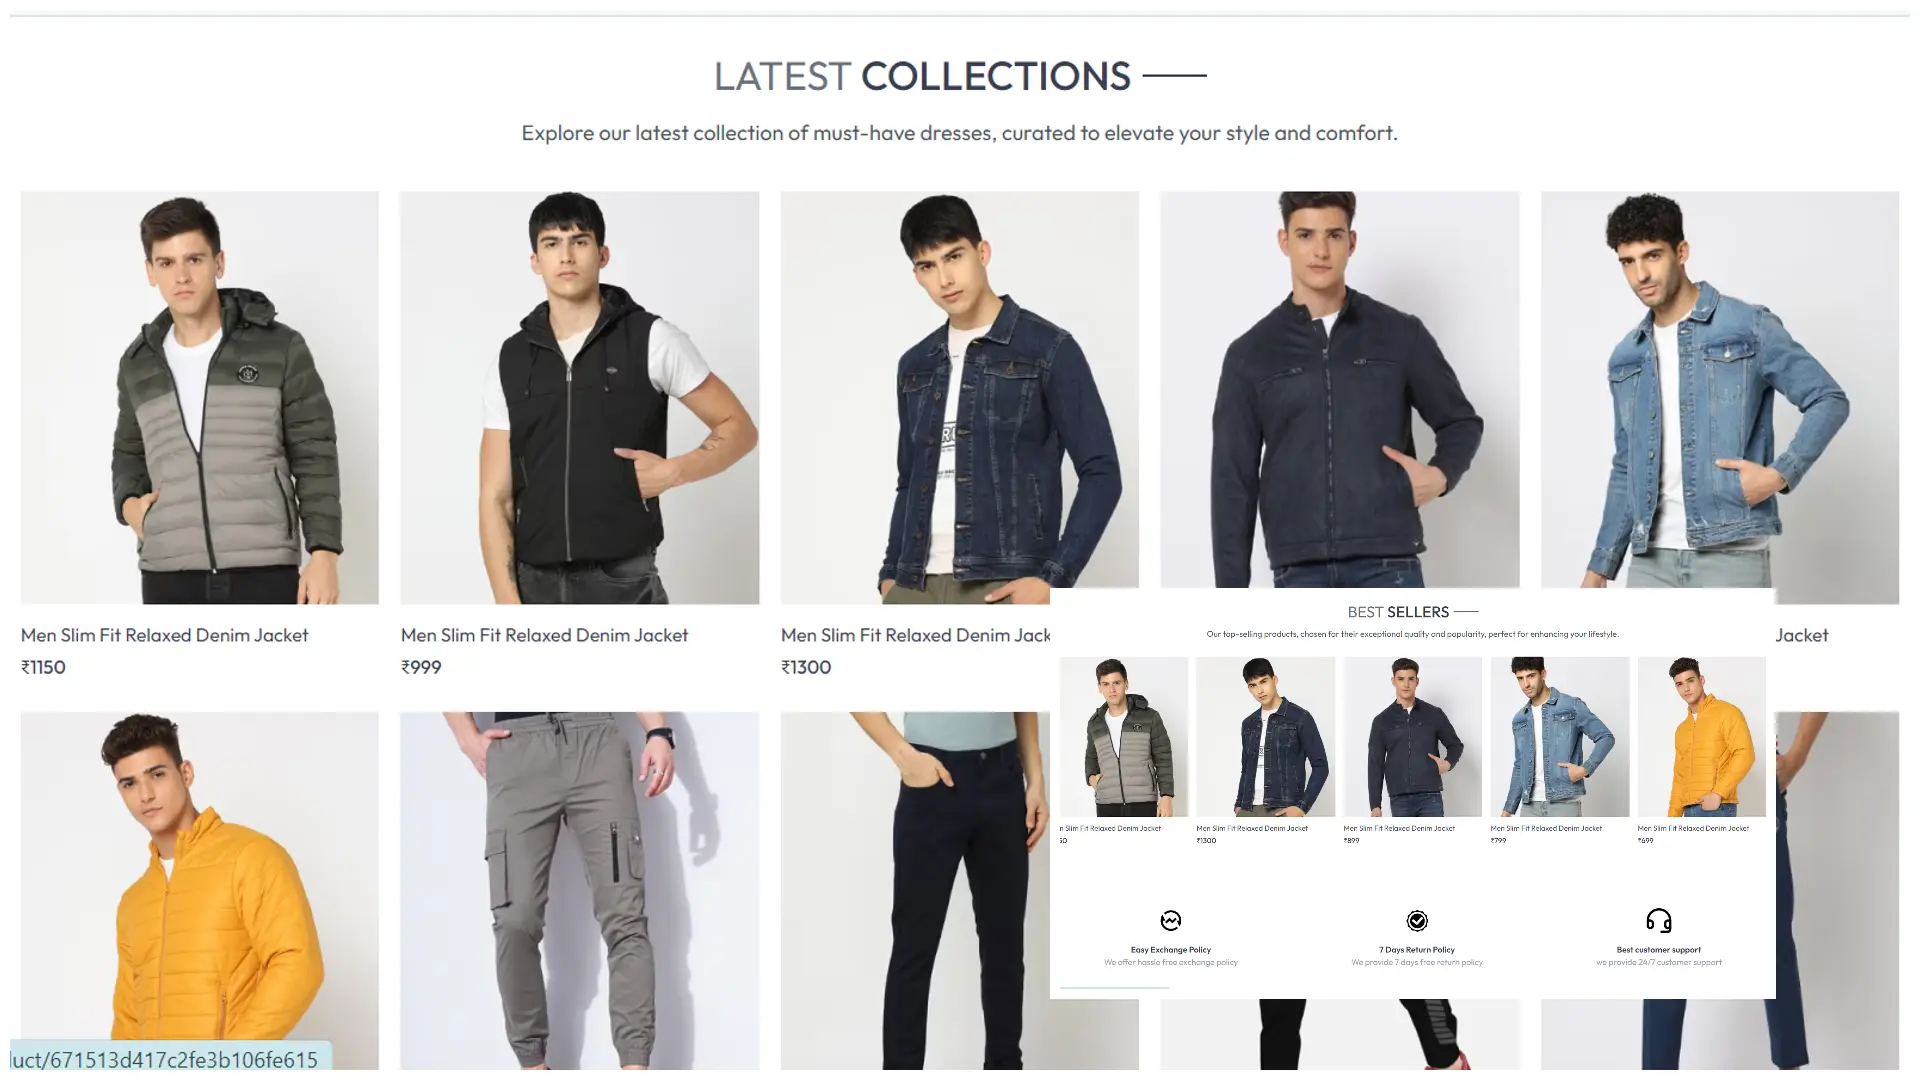 LATEST COLLECTIONS
Explore our latest collection of must-have dresses, curated to elevate your style and comfort.
Men Slim Fit Relaxed Denim Jacket
₹1150
Men Slim Fit Relaxed Denim Jacket
₹999
Men Slim Fit Relaxed Denim Jack
₹1300
Jacket
BEST SELLERS
Our top-selling products, chosen for their exceptional quality and popularity, perfect for enhancing your lifestyle.
n Slim Fit Relaxed Denim Jacket
50
Men Slim Fit Relaxed Denim Jacket
₹1300
Men Slim Fit Relaxed Denim Jacket
₹899
Men Slim Fit Relaxed Denim Jacket
₹799
Men Slim Fit Relaxed Denim Jacket
₹699
Easy Exchange Policy
We offer hassle free exchange policy
7 Days Return Policy
We provide 7 days free return policy
Best customer support
we provide 24/7 customer support
luct/671513d417c2fe3b106fe615